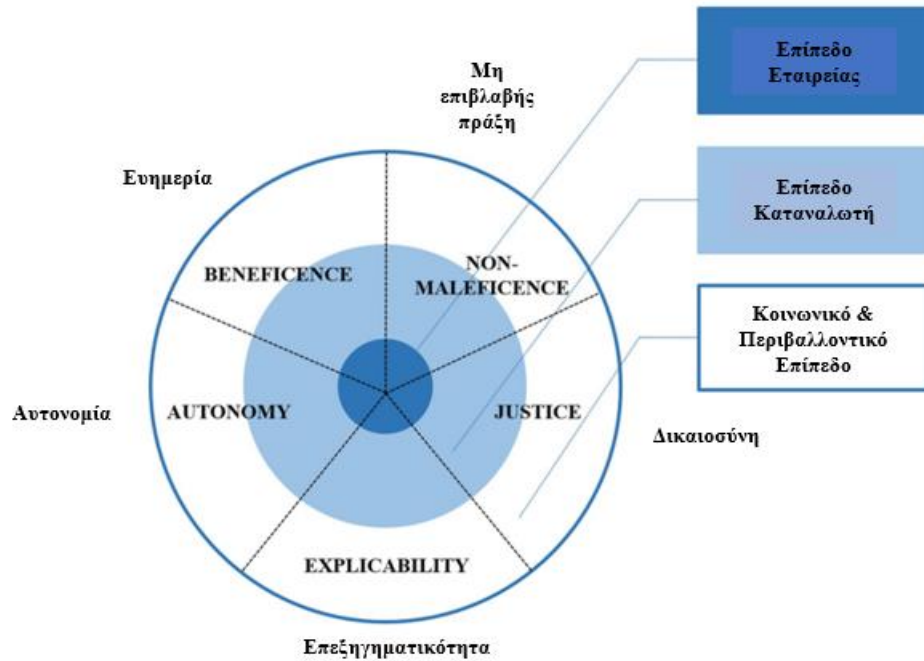 Επίπεδο
Εταιρείας
Μη
επιβλαβής
πράξη
Ευημερία
Επίπεδο
Καταναλωτή
BENEFICENCE
NON-
MALEFICENCE
Κοινωνικό &
Περιβαλλοντικό
Επίπεδο
Αυτονομία
AUTONOMY
JUSTICE
Δικαιοσύνη
EXPLICABILITY
Επεξηγηματικότητα